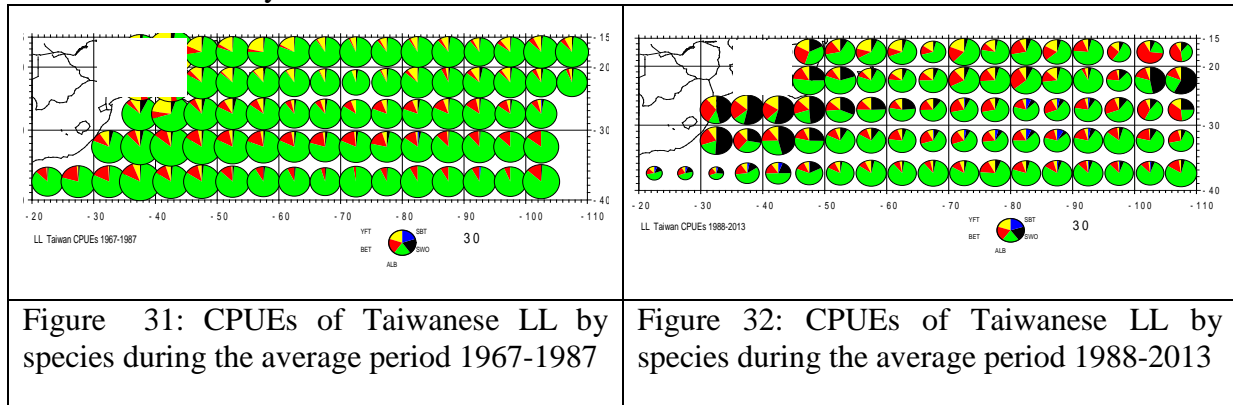 - 15
- 20
- 30
- 40
- 20 - 30 - 40 - 50 - 60 - 70 - 80 - 90 - 100 - 110
LL Taiwan CPUEs 1967-1987
YFT SBT
BET SWO
ALB
30
- 15
- 20
- 30
- 40
- 20 - 30 - 40 - 50 - 60 - 70 - 80 - 90 - 100 - 110
LL Taiwan CPUEs 1988-2013
YFT SBT
BET SWO
ALB
30
Figure 31: CPUEs of Taiwanese LL by
species during the average period 1967-1987
Figure 32: CPUEs of Taiwanese LL by
species during the average period 1988-2013